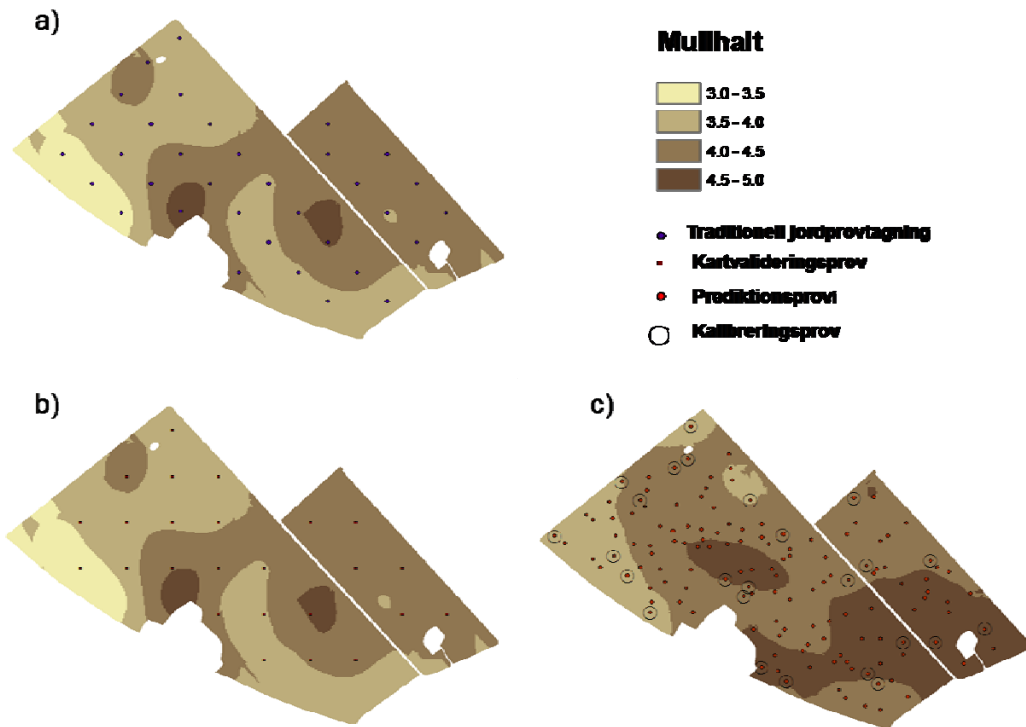 a)
Mullhalt
3.0 – 3.5
3.5 – 4.0
4.0 – 4.5
4.5 – 5.0
Traditionell jordprovtagning
Kartvalideringsprov
Prediktionsprov
Kalibreringsprov
b)
c)